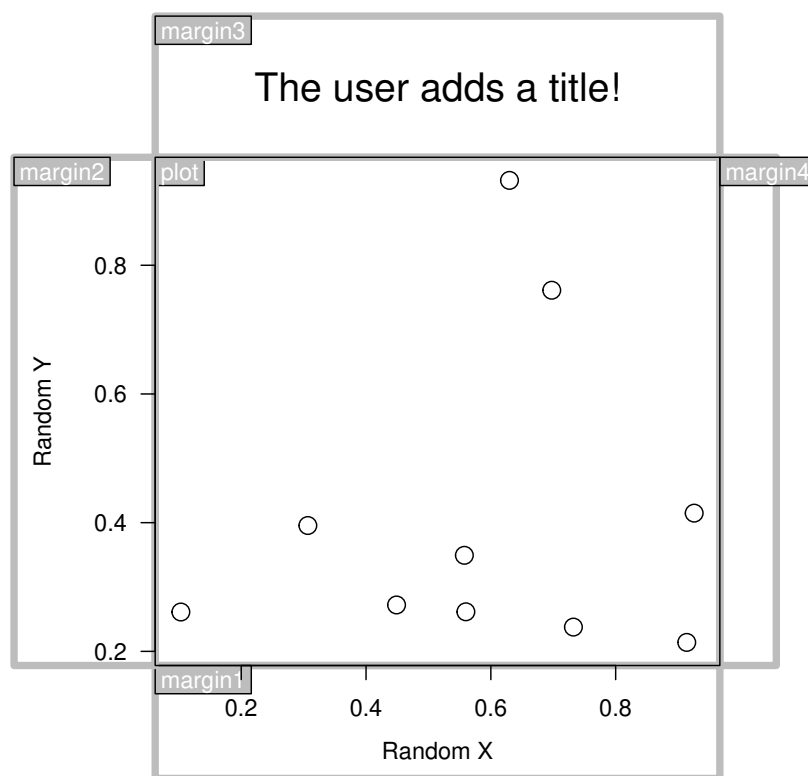 margin3
The user adds a title!
margin2
plot
margin4
0.8
0.6
Random Y
0.4
0.2
margin1
0.2 0.4 0.6 0.8
Random X